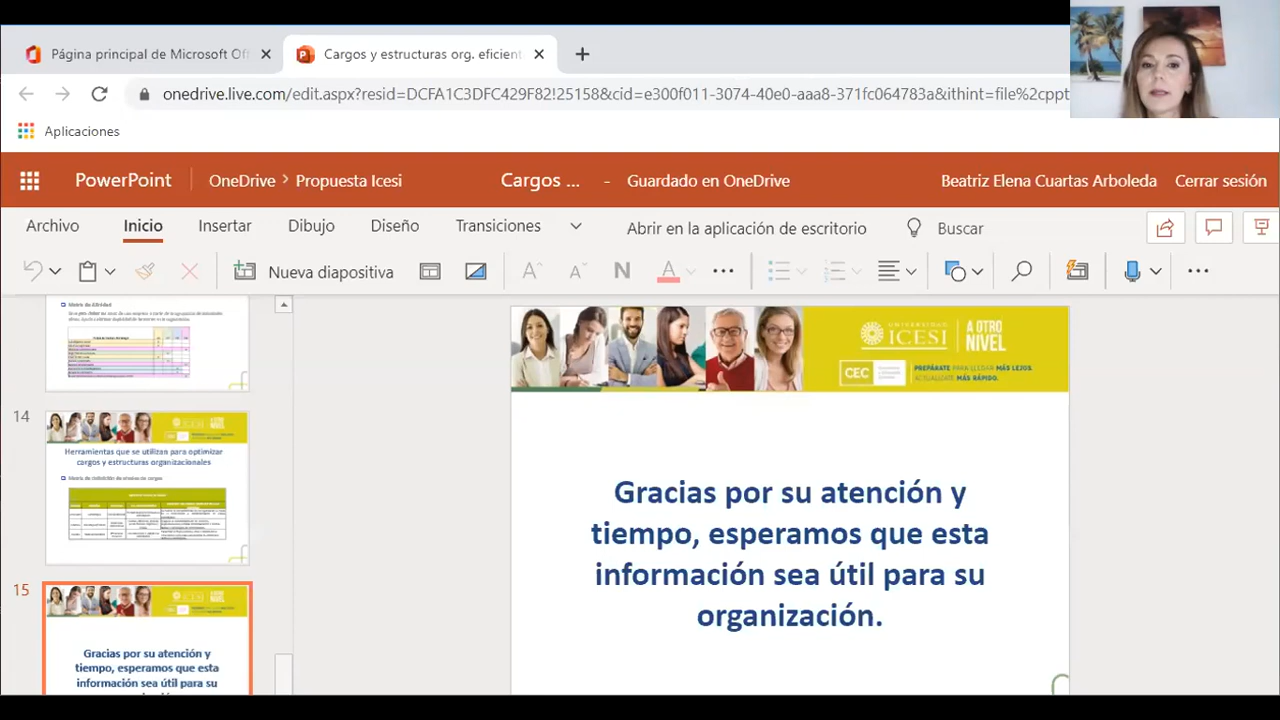 Página principal de Microsoft Off
Cargos y estructuras org. eficient
onedrive.live.com/edit.aspx?resid=DCFA1C3DFC429F82!25158&cid=e300f011-3074-40e0-aaa8-371fc064783a&ithint=file%2cppt
Aplicaciones
PowerPoint
OneDrive > Propuesta Icesi
Cargos ... – Guardado en OneDrive
Beatriz Elena Cuartas Arboleda
Cerrar sesión
Archivo
Inicio
Insertar
Dibujo
Diseño
Transiciones
Abrir en la aplicación de escritorio
Buscar
Nueva diapositiva
N
Matriz de Afinidad
14
Herramientas que se utilizan para optimizar
cargos y estructuras organizacionales
15
Gracias por su atención y
tiempo, esperamos que esta
información sea útil para su
UNIVERSIDAD
ICESI
A OTRO
NIVEL
CEC
PREPÁRATE PARA LLEGAR MÁS LEJOS
ACTUALÍZATE MÁS RÁPIDO.
Gracias por su atención y
tiempo, esperamos que esta
información sea útil para su
organización.